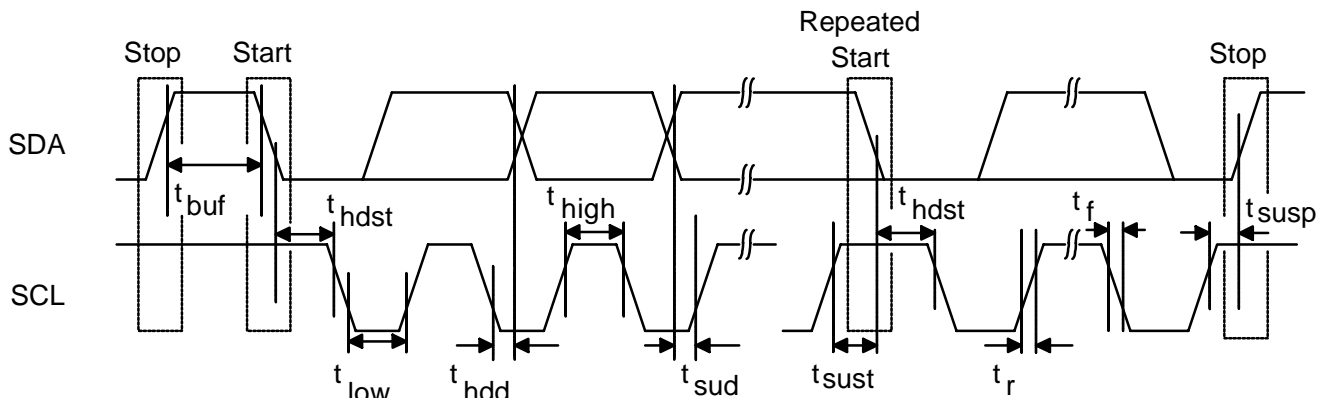 Stop
Start
Repeated
Start
Stop
SDA
t buf
t hdst
t high
t hdst
t f
t susp
SCL
t low
t hdd
t sud
t sust
t r